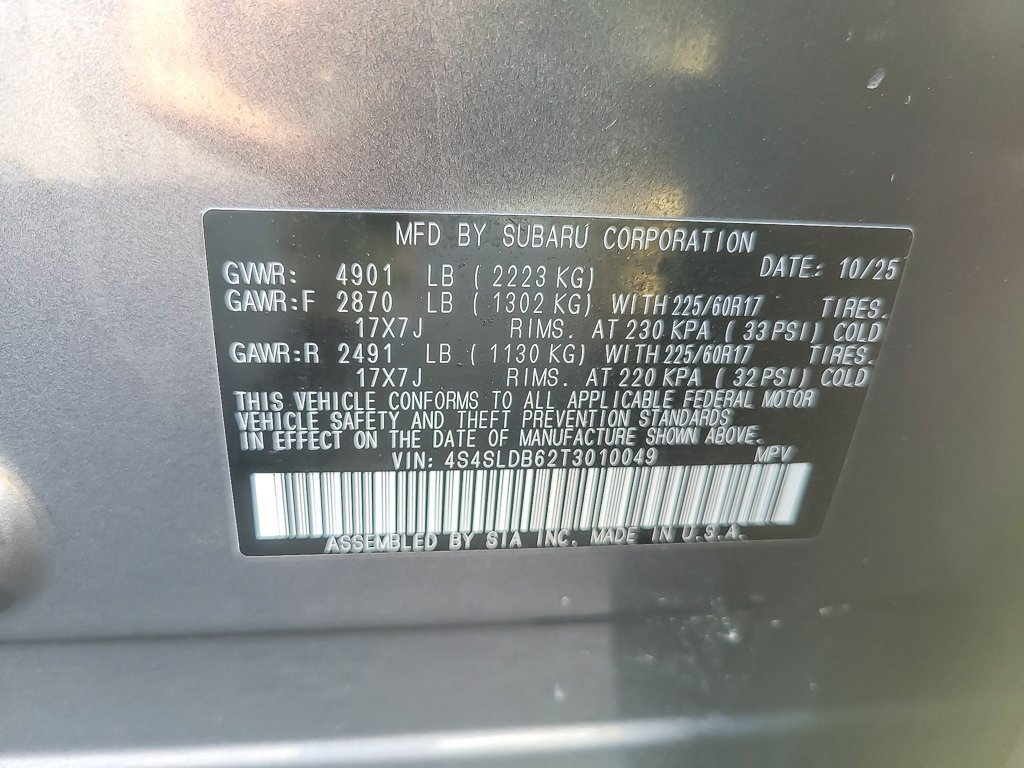 MFD BY SUBARU CORPORATION
DATE: 10/25
GVWR: 4901 LB ( 2223 KG)
GAWR:F 2870 LB ( 1302 KG) WITH 225/60R17 TIRES.
17X7J RIMS. AT 230 KPA ( 33 PSI) COLD
GAWR:R 2491 LB ( 1130 KG) WITH 225/60R17 TIRES.
17X7J RIMS. AT 220 KPA ( 32 PSI) COLD
THIS VEHICLE CONFORMS TO ALL APPLICABLE FEDERAL MOTOR
VEHICLE SAFETY AND THEFT PREVENTION STANDARDS
IN EFFECT ON THE DATE OF MANUFACTURE SHOWN ABOVE.
VIN: 4S4SLDB62T3010049 MPV
ASSEMBLED BY SIA INC. MADE IN U.S.A.